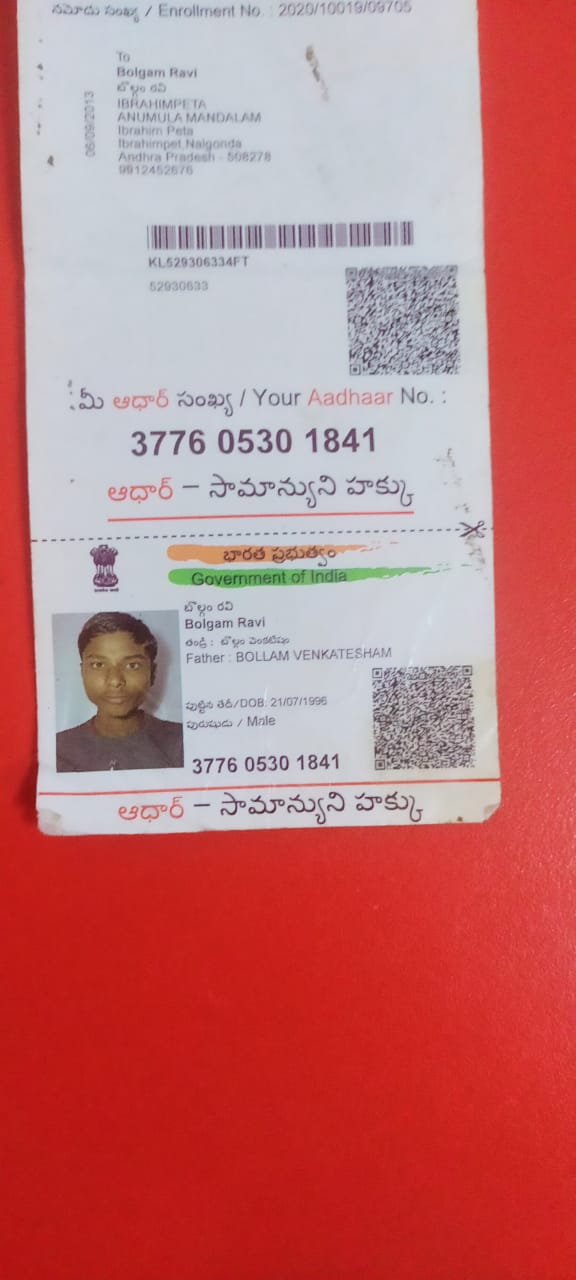 నమోదు సంఖ్య / Enrollment No. : 2020/10019/09705
To
Bolgam Ravi
బొల్గం రవి
IBRAHIMPETA
ANUMULA MANDALAM
Ibrahim Peta
Ibrahimpet,Nalgonda
Andhra Pradesh - 508278
9912452676
06/09/2013
KL529306334FT
52930633
మీ ఆధార్ సంఖ్య / Your Aadhaar No. :
3776 0530 1841
ఆధార్ – సామాన్యుని హక్కు
భారత ప్రభుత్వం
Government of India
బొల్గం రవి
Bolgam Ravi
తండ్రి : బొల్లం వెంకటేషం
Father : BOLLAM VENKATESHAM
పుట్టిన తేదీ/DOB: 21/07/1996
పురుషుడు / Male
3776 0530 1841
ఆధార్ – సామాన్యుని హక్కు